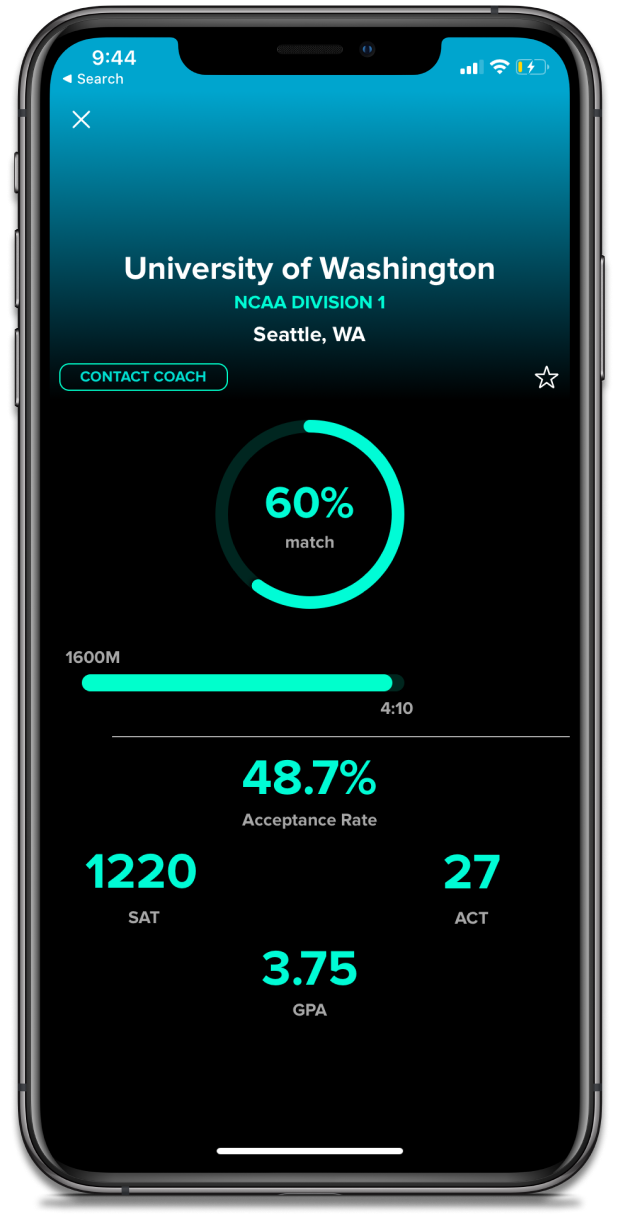 9:44
◀ Search
University of Washington
NCAA DIVISION 1
Seattle, WA
CONTACT COACH
60%
match
1600M
4:10
48.7%
Acceptance Rate
1220
27
SAT
ACT
3.75
GPA